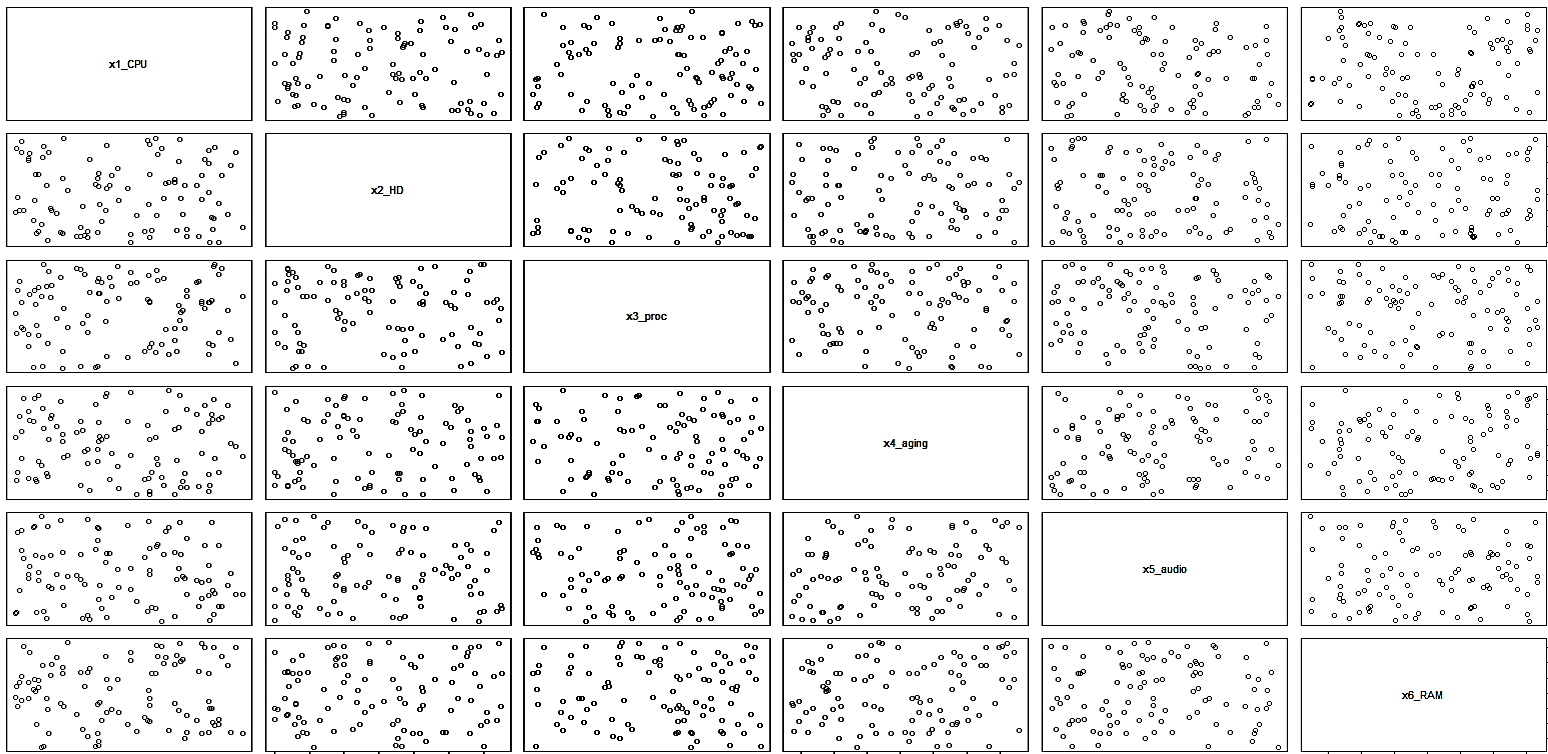 x1_CPU
x2_HD
x3_proc
x4_aging
x5_audio
x6_RAM